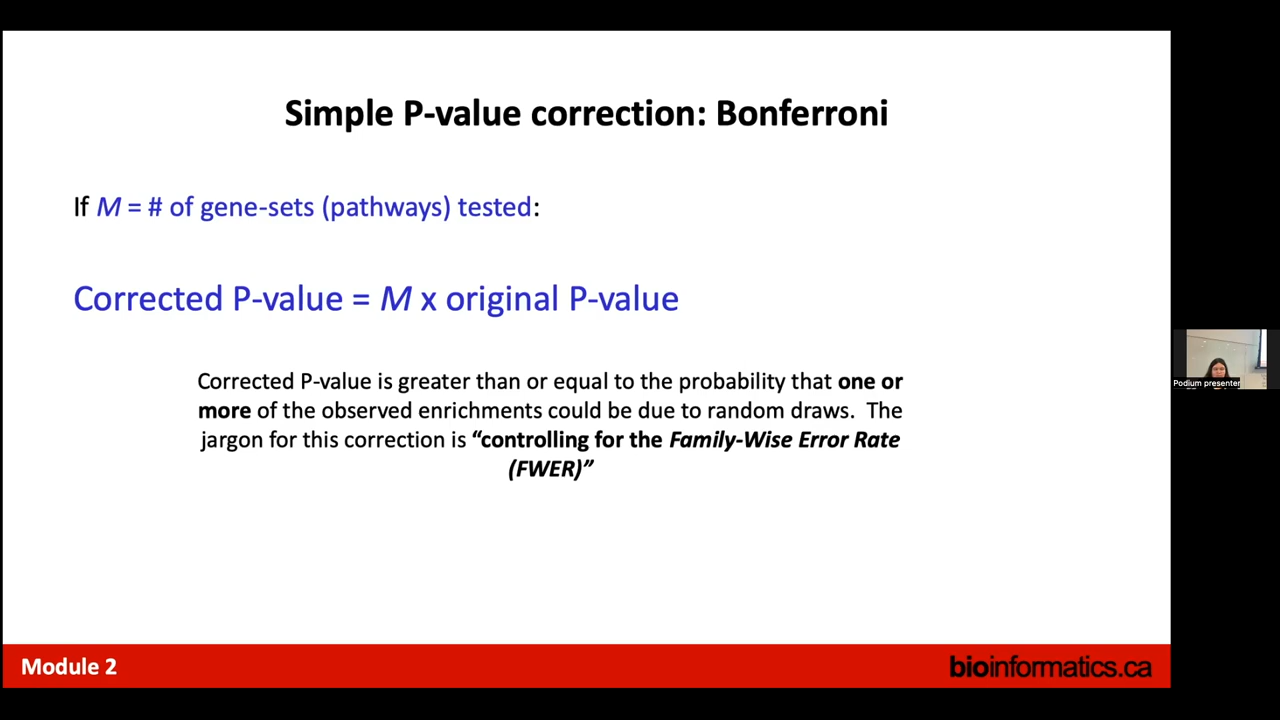 Simple P-value correction: Bonferroni
If M = # of gene-sets (pathways) tested:
Corrected P-value = M x original P-value
Corrected P-value is greater than or equal to the probability that one or
more of the observed enrichments could be due to random draws. The
jargon for this correction is “controlling for the Family-Wise Error Rate
(FWER)”
Podium presenter
Module 2
bioinformatics.ca